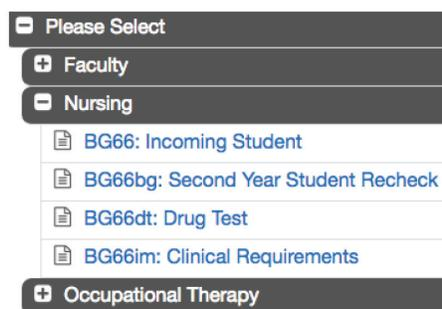 Please Select
Faculty
Nursing
BG66: Incoming Student
BG66bg: Second Year Student Recheck
BG66dt: Drug Test
BG66im: Clinical Requirements
Occupational Therapy